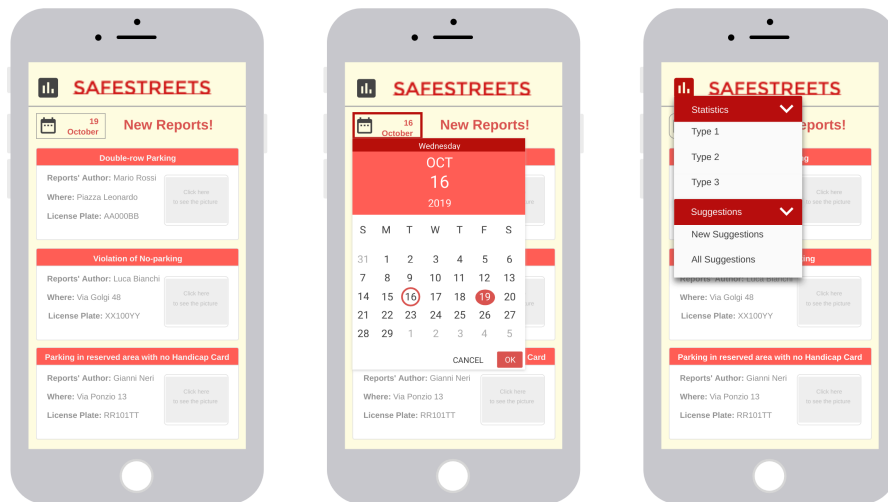 SAFESTREETS
19
October
New Reports!
Double-row Parking
Reports' Author: Mario Rossi
Where: Piazza Leonardo
License Plate: AA000BB
Click here
to see the picture
Violation of No-parking
Reports' Author: Luca Bianchi
Where: Via Golgi 48
License Plate: XX100YY
Click here
to see the picture
Parking in reserved area with no Handicap Card
Reports' Author: Gianni Neri
Where: Via Ponzio 13
License Plate: RR101TT
Click here
to see the picture
SAFESTREETS
16
October
New Reports!
Wednesday
OCT
16
2019
S M T W T F S
31 1 2 3 4 5 6
7 8 9 10 11 12 13
14 15 16 17 18 19 20
21 22 23 24 25 26 27
28 29 1 2 3 4 5
CANCEL OK
Card
Reports' Author: Gianni Neri
Where: Via Ponzio 13
License Plate: RR101TT
Click here
to see the picture
SAFESTREETS
Statistics
Type 1
Type 2
Type 3
Suggestions
New Suggestions
All Suggestions
eports!
Reports' Author: Luca Bianchi
Where: Via Golgi 48
License Plate: XX100YY
Click here
to see the picture
Parking in reserved area with no Handicap Card
Reports' Author: Gianni Neri
Where: Via Ponzio 13
License Plate: RR101TT
Click here
to see the picture